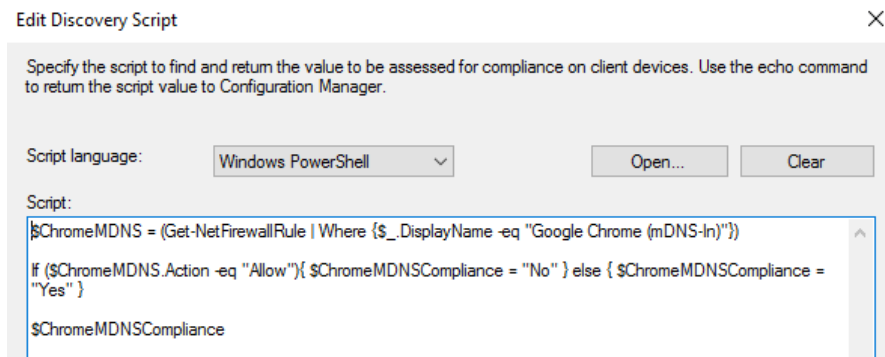 Edit Discovery Script
Specify the script to find and return the value to be assessed for compliance on client devices. Use the echo command
to return the script value to Configuration Manager.
Script language:
Windows PowerShell
Open...
Clear
Script:
$ChromeMDNS = (Get-NetFirewallRule | Where {$_.DisplayName -eq "Google Chrome (mDNS-In)"})
If ($ChromeMDNS.Action -eq "Allow"){ $ChromeMDNSCompliance = "No" } else { $ChromeMDNSCompliance =
"Yes" }
$ChromeMDNSCompliance